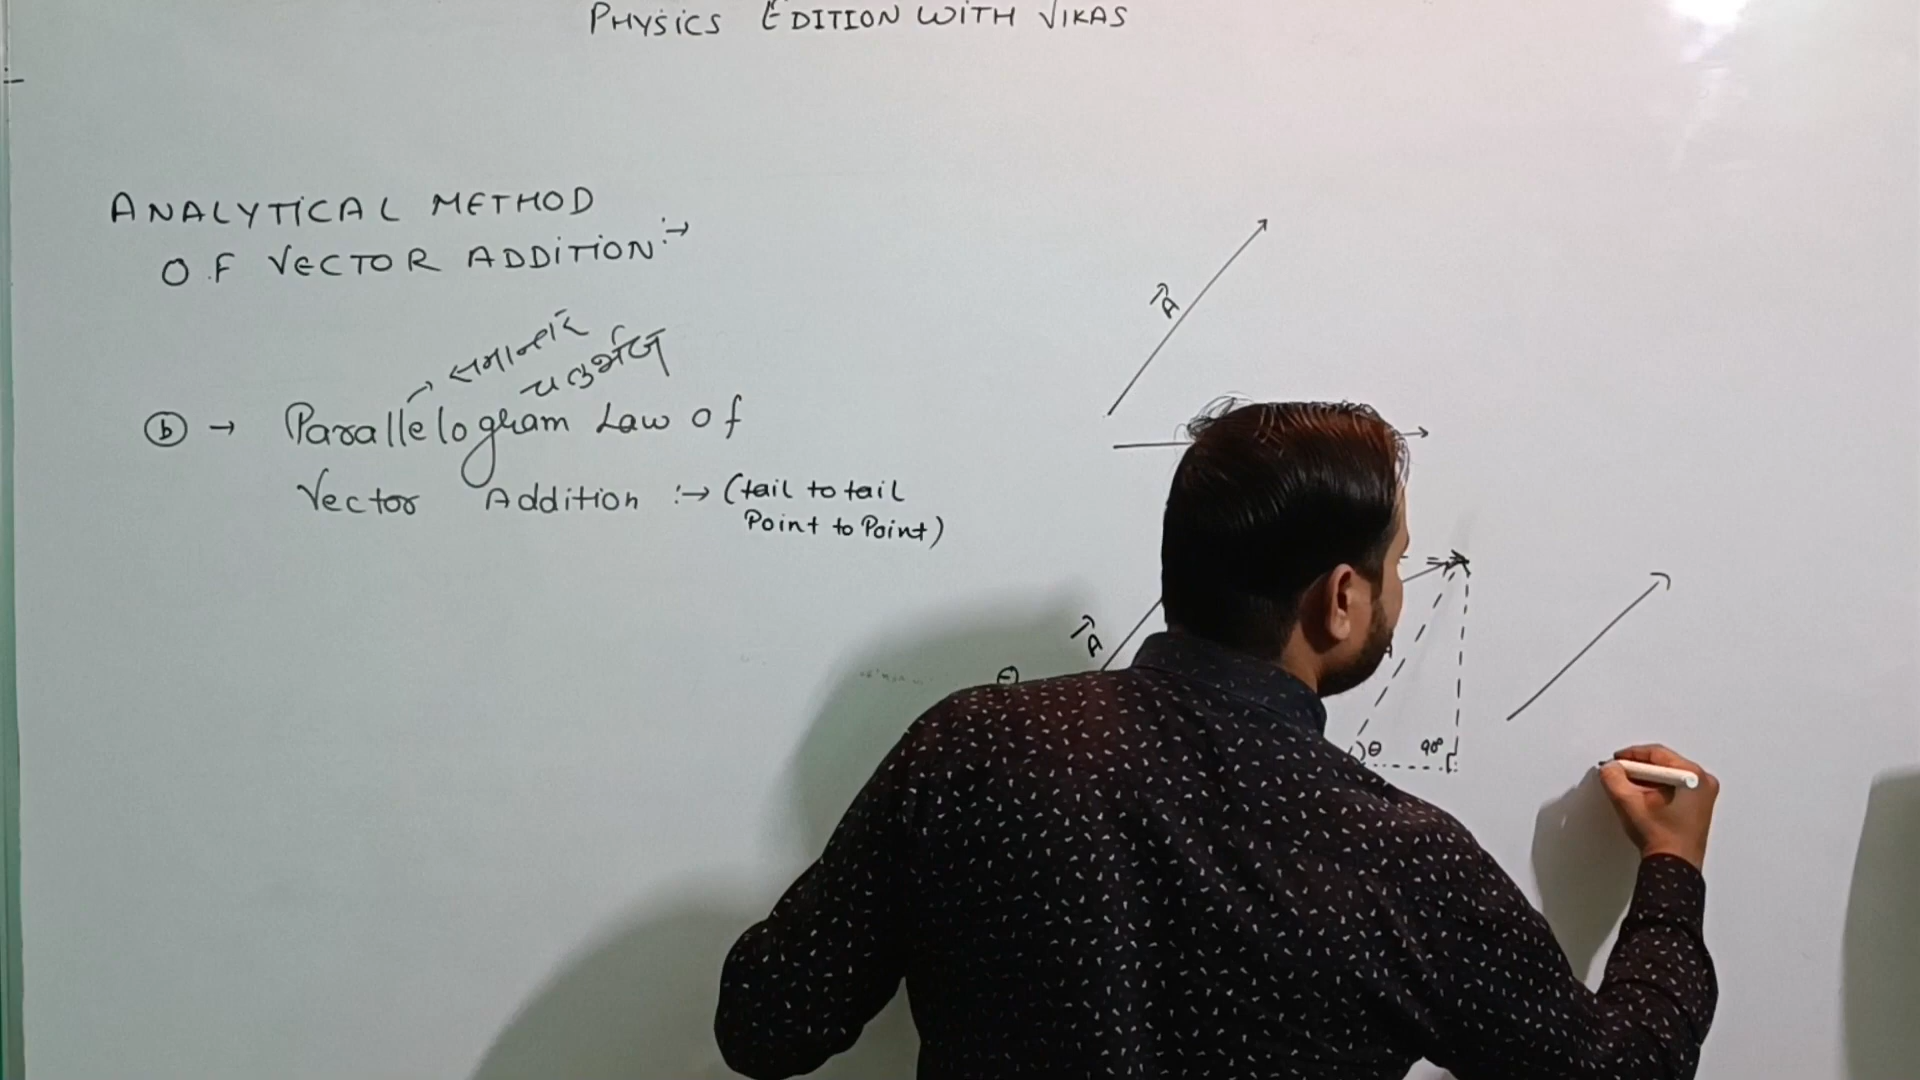 PHYSICS EDITION WITH VIKAS
ANALYTICAL METHOD
OF VECTOR ADDITION :→
→ समान्तर
चतुर्भुज
ⓑ → Parallelogram Law of
Vector Addition :→ (tail to tail
Point to Point)
A
A
θ
θ 90°